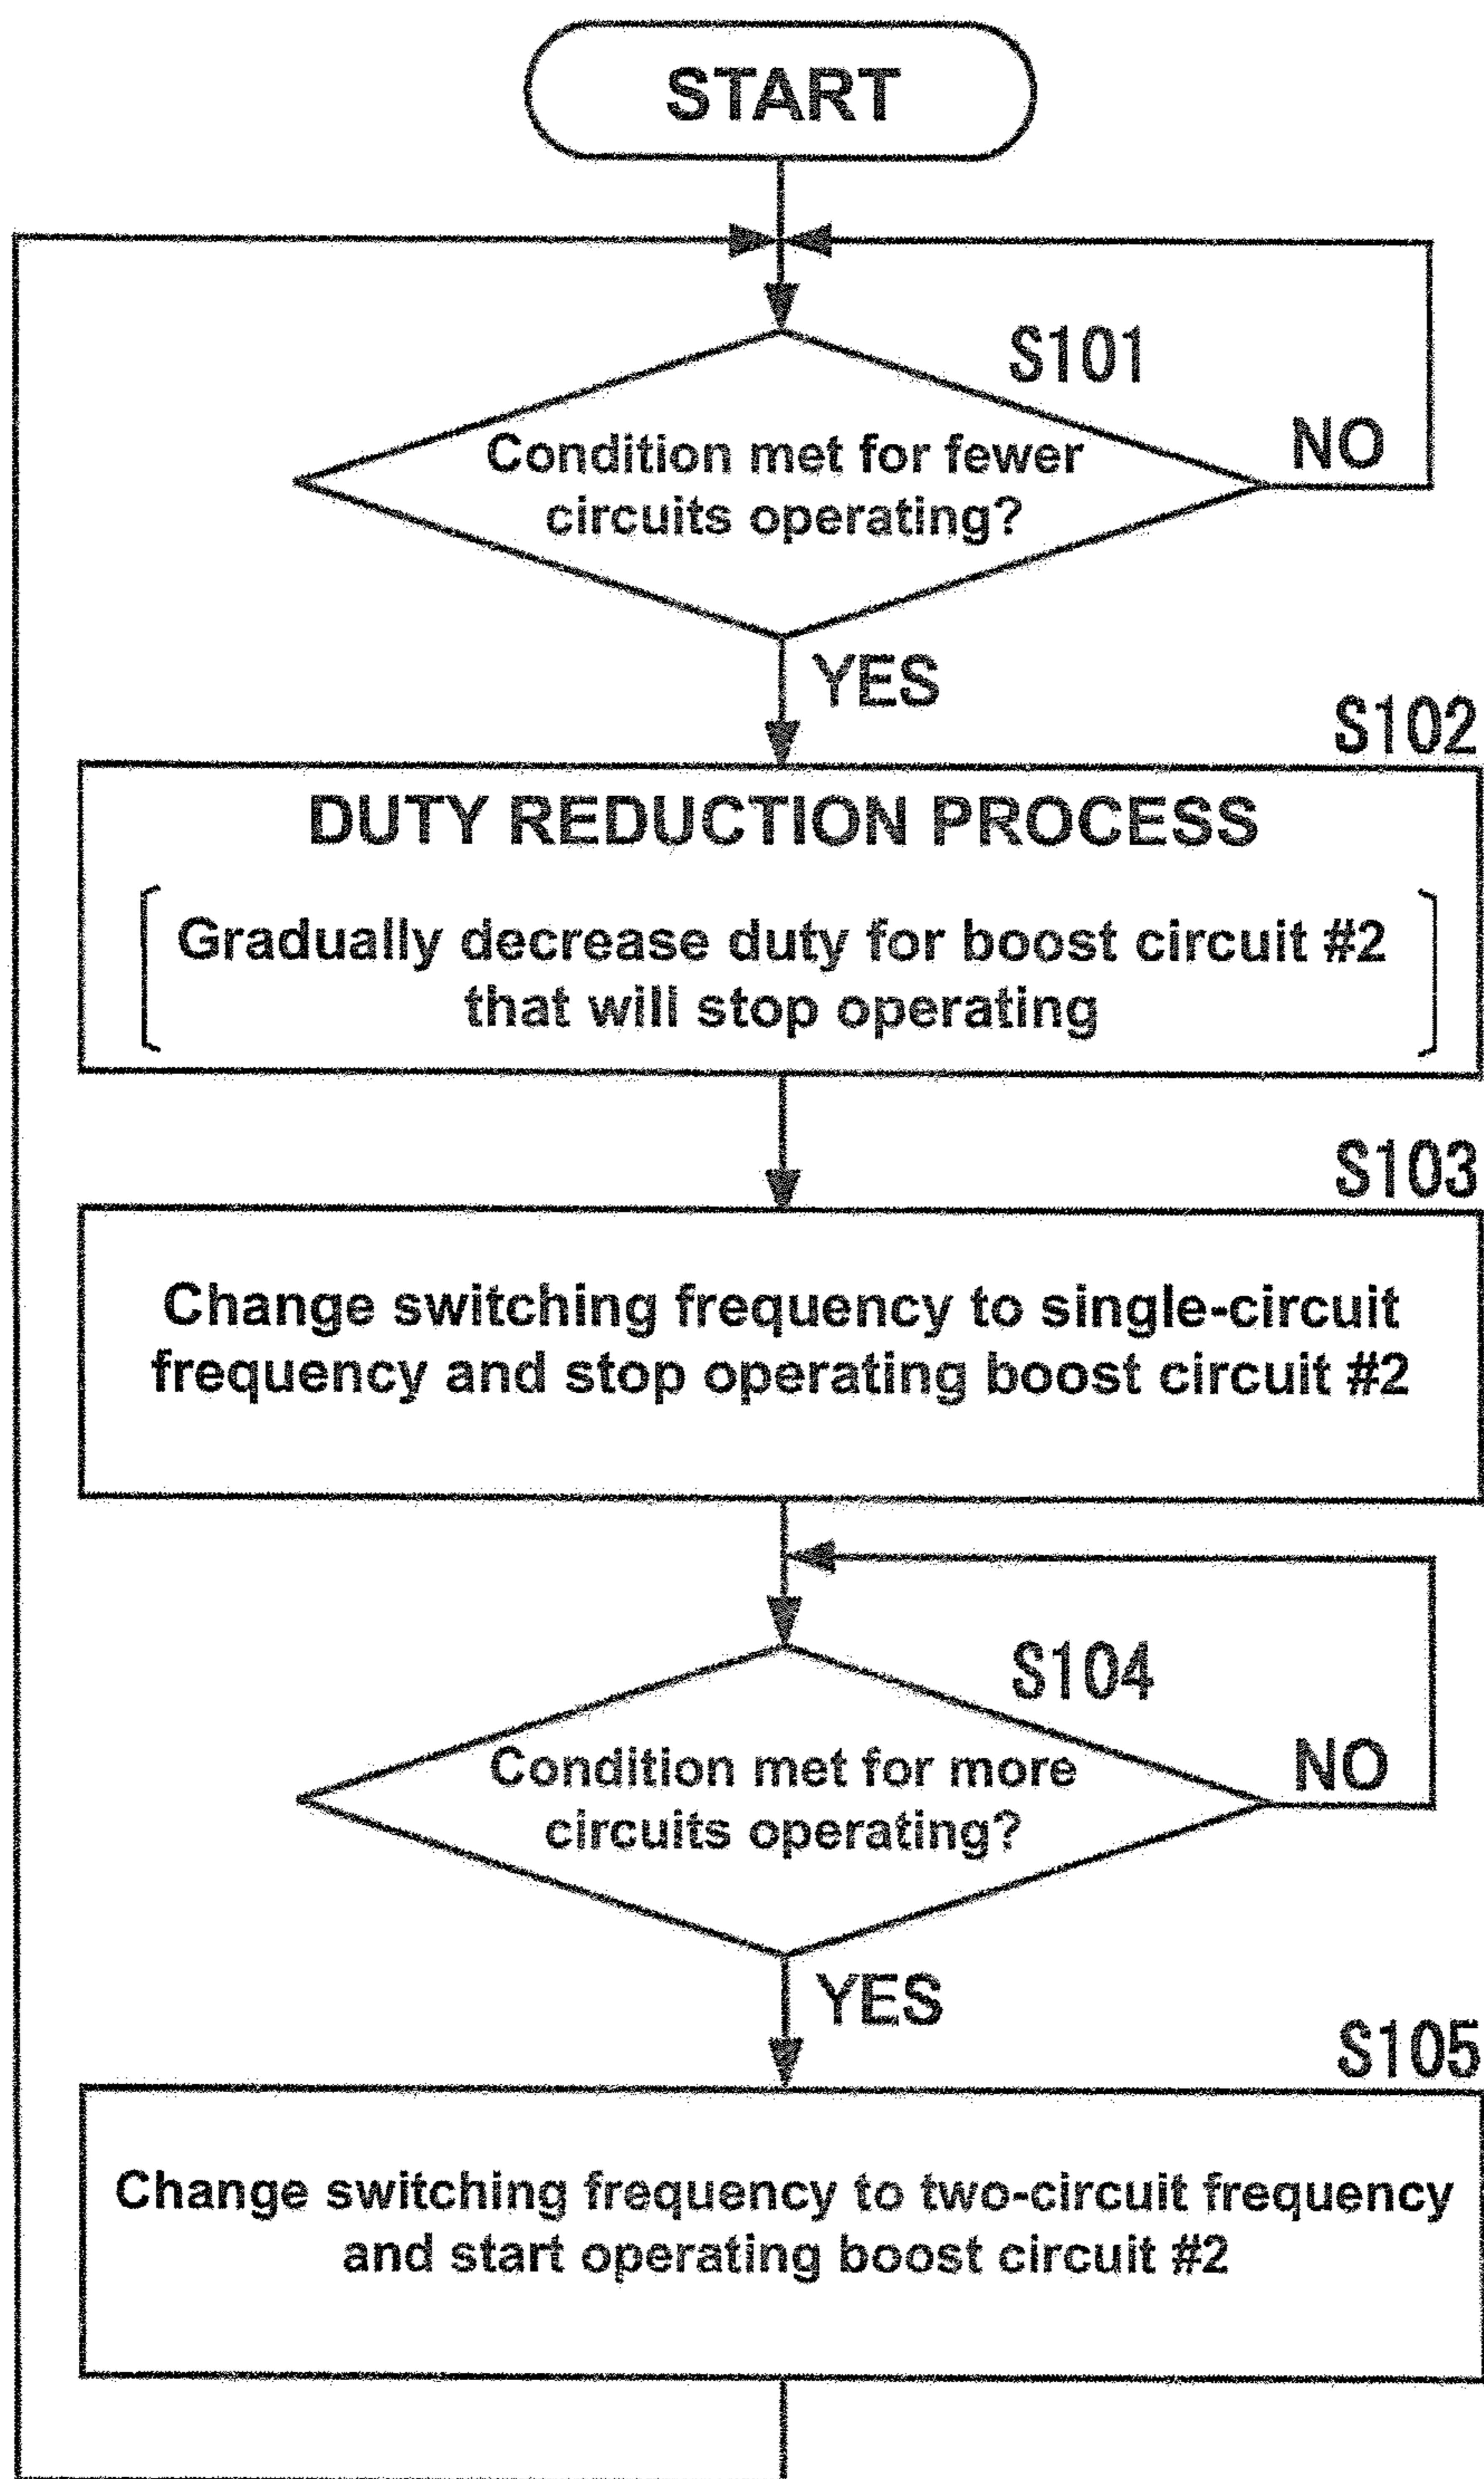 START
S101
Condition met for fewer
circuits operating?
NO
YES
S102
DUTY REDUCTION PROCESS
Gradually decrease duty for boost circuit #2
that will stop operating
S103
Change switching frequency to single-circuit
frequency and stop operating boost circuit #2
S104
Condition met for more
circuits operating?
NO
YES
S105
Change switching frequency to two-circuit frequency
and start operating boost circuit #2